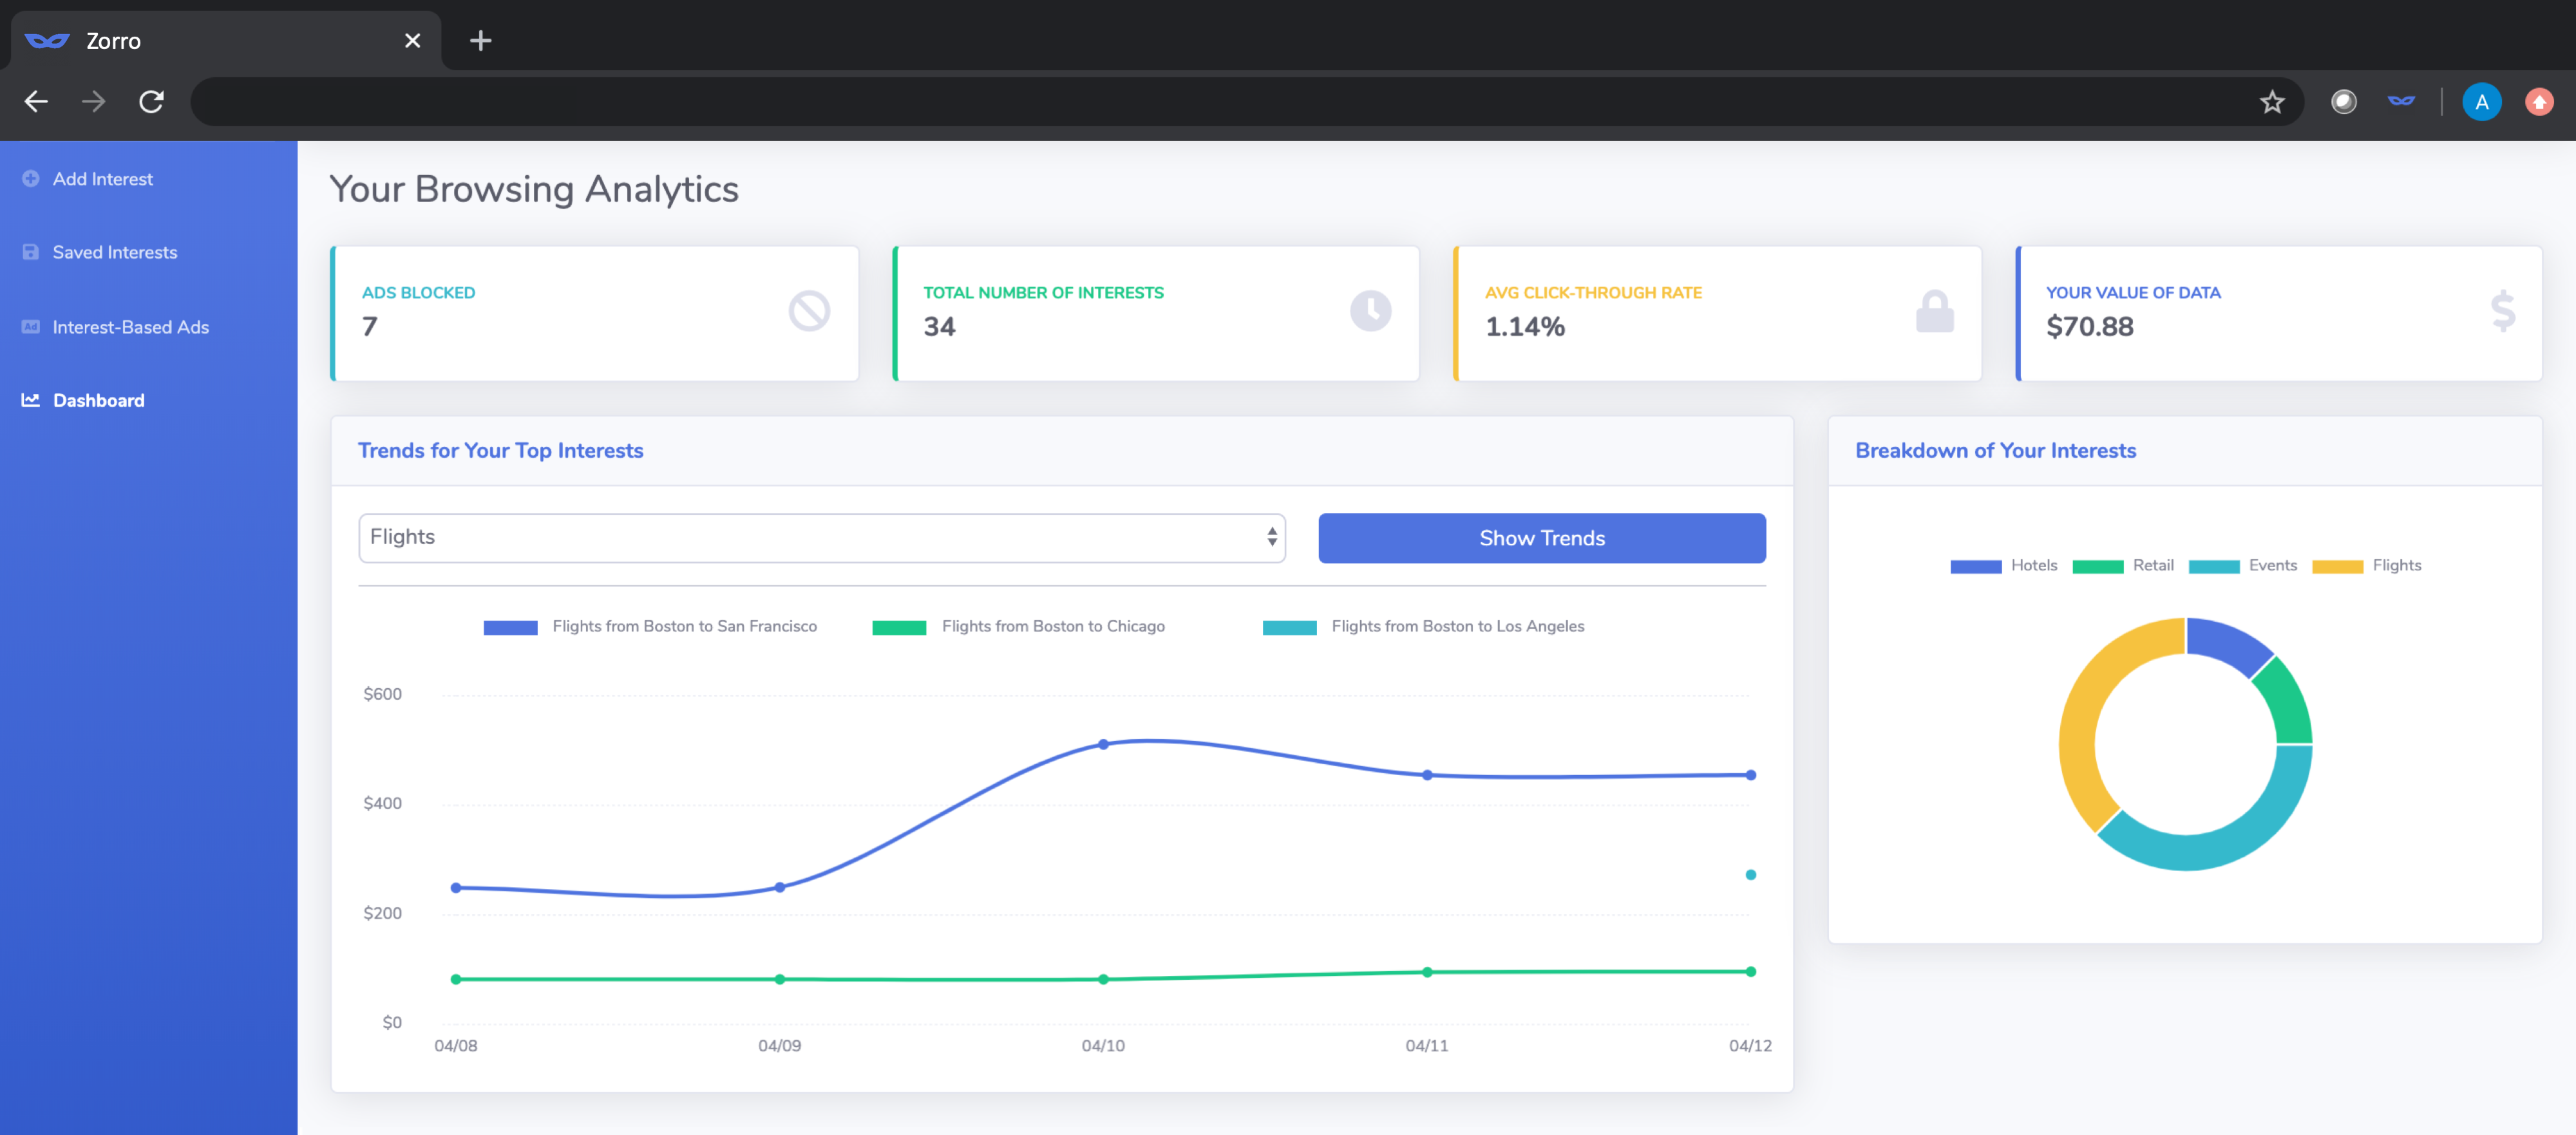 Zorro
A
Add Interest
Saved Interests
Ad Interest-Based Ads
Dashboard
Your Browsing Analytics
ADS BLOCKED
7
TOTAL NUMBER OF INTERESTS
34
AVG CLICK-THROUGH RATE
1.14%
YOUR VALUE OF DATA
$70.88
$
Trends for Your Top Interests
Flights
Show Trends
Flights from Boston to San Francisco
Flights from Boston to Chicago
Flights from Boston to Los Angeles
$600
$400
$200
$0
04/08
04/09
04/10
04/11
04/12
Breakdown of Your Interests
Hotels
Retail
Events
Flights